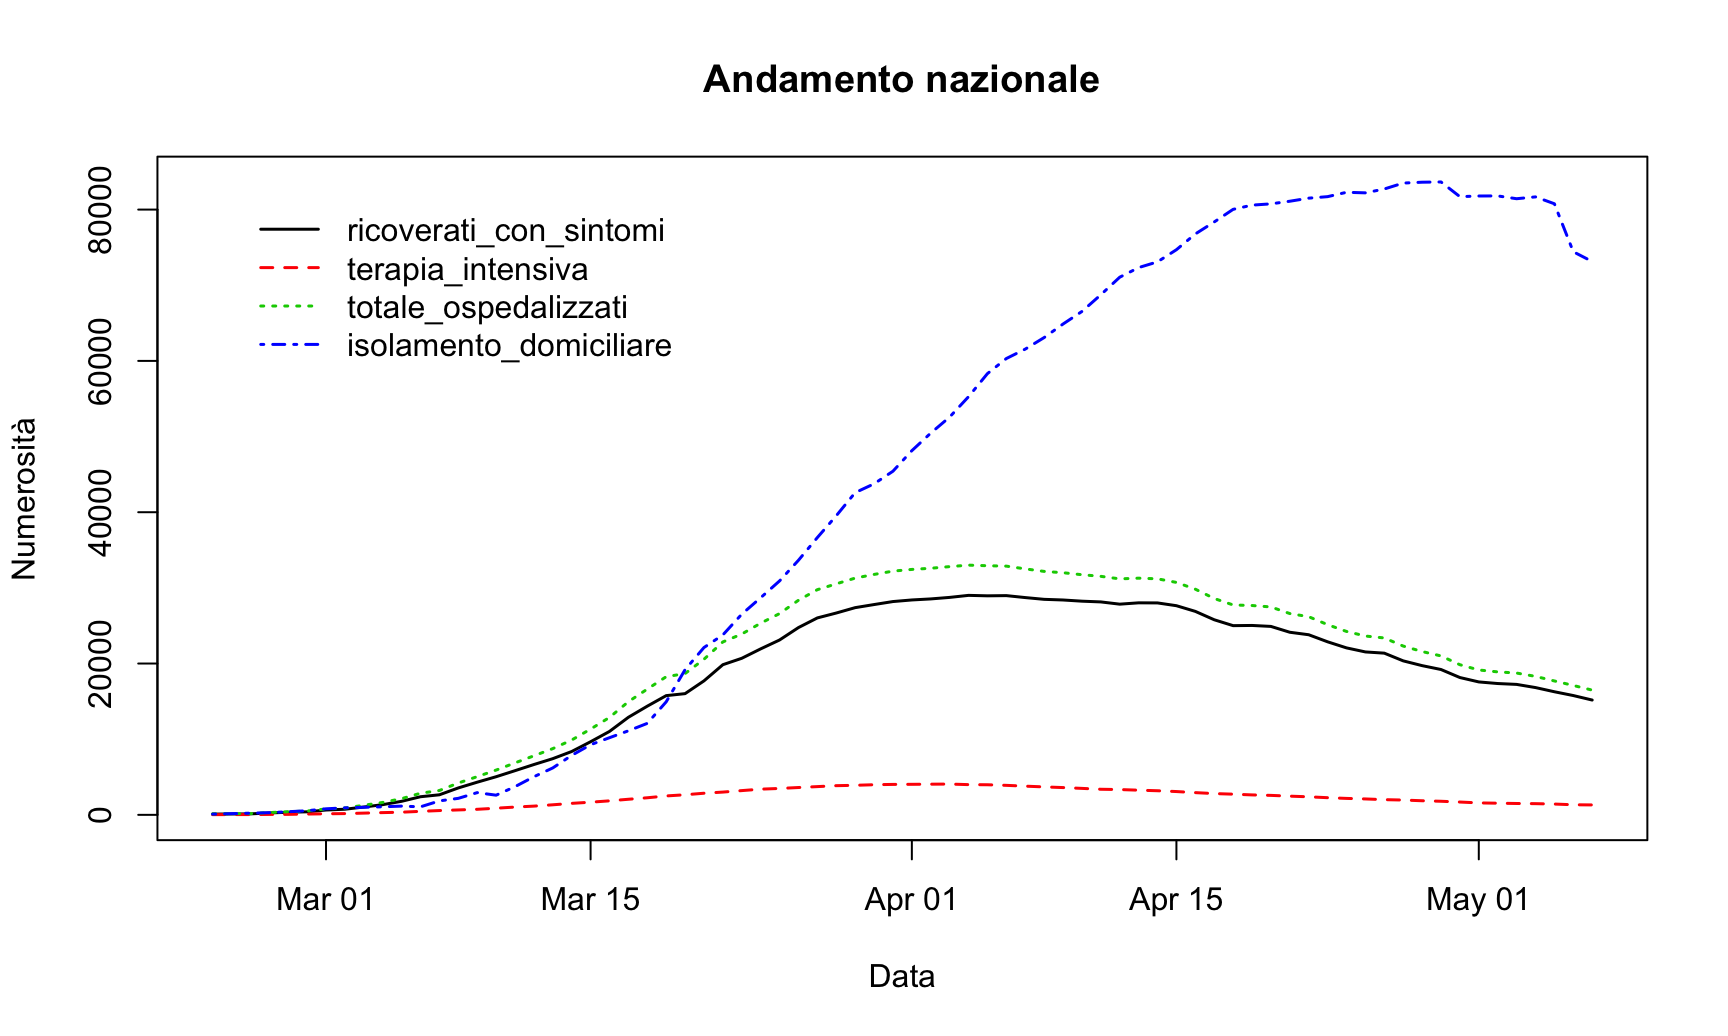 Andamento nazionale
ricoverati_con_sintomi
terapia_intensiva
totale_ospedalizzati
isolamento_domiciliare
Numerosità
80000
60000
40000
20000
0
Mar 01
Mar 15
Apr 01
Apr 15
May 01
Data